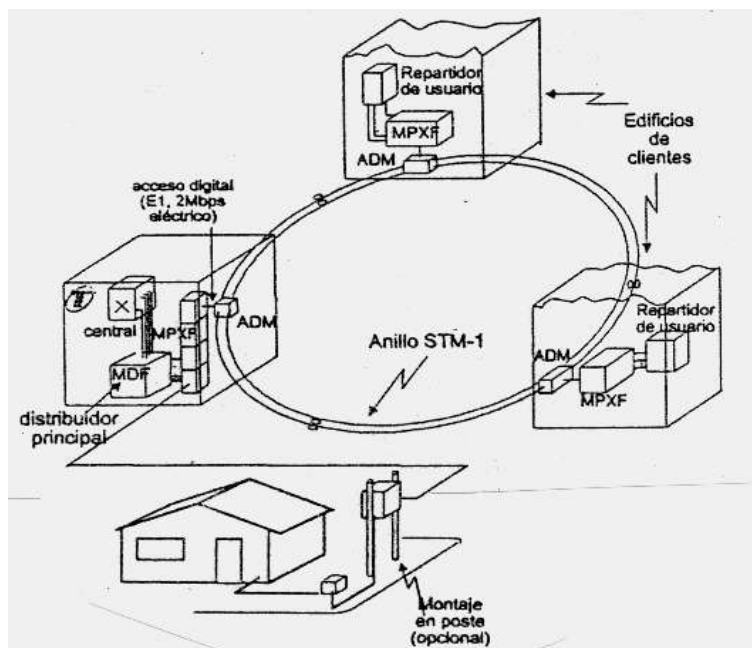 Repartidor
de usuario
MPXF
ADM
Edificios
de
clientes
acceso digital
(E1, 2Mbps
eléctrico)
X
central
MPXF
MDF
ADM
distribuidor
principal
Anillo STM-1
Repartidor
de usuario
ADM
MPXF
Montaje
en poste
(opcional)